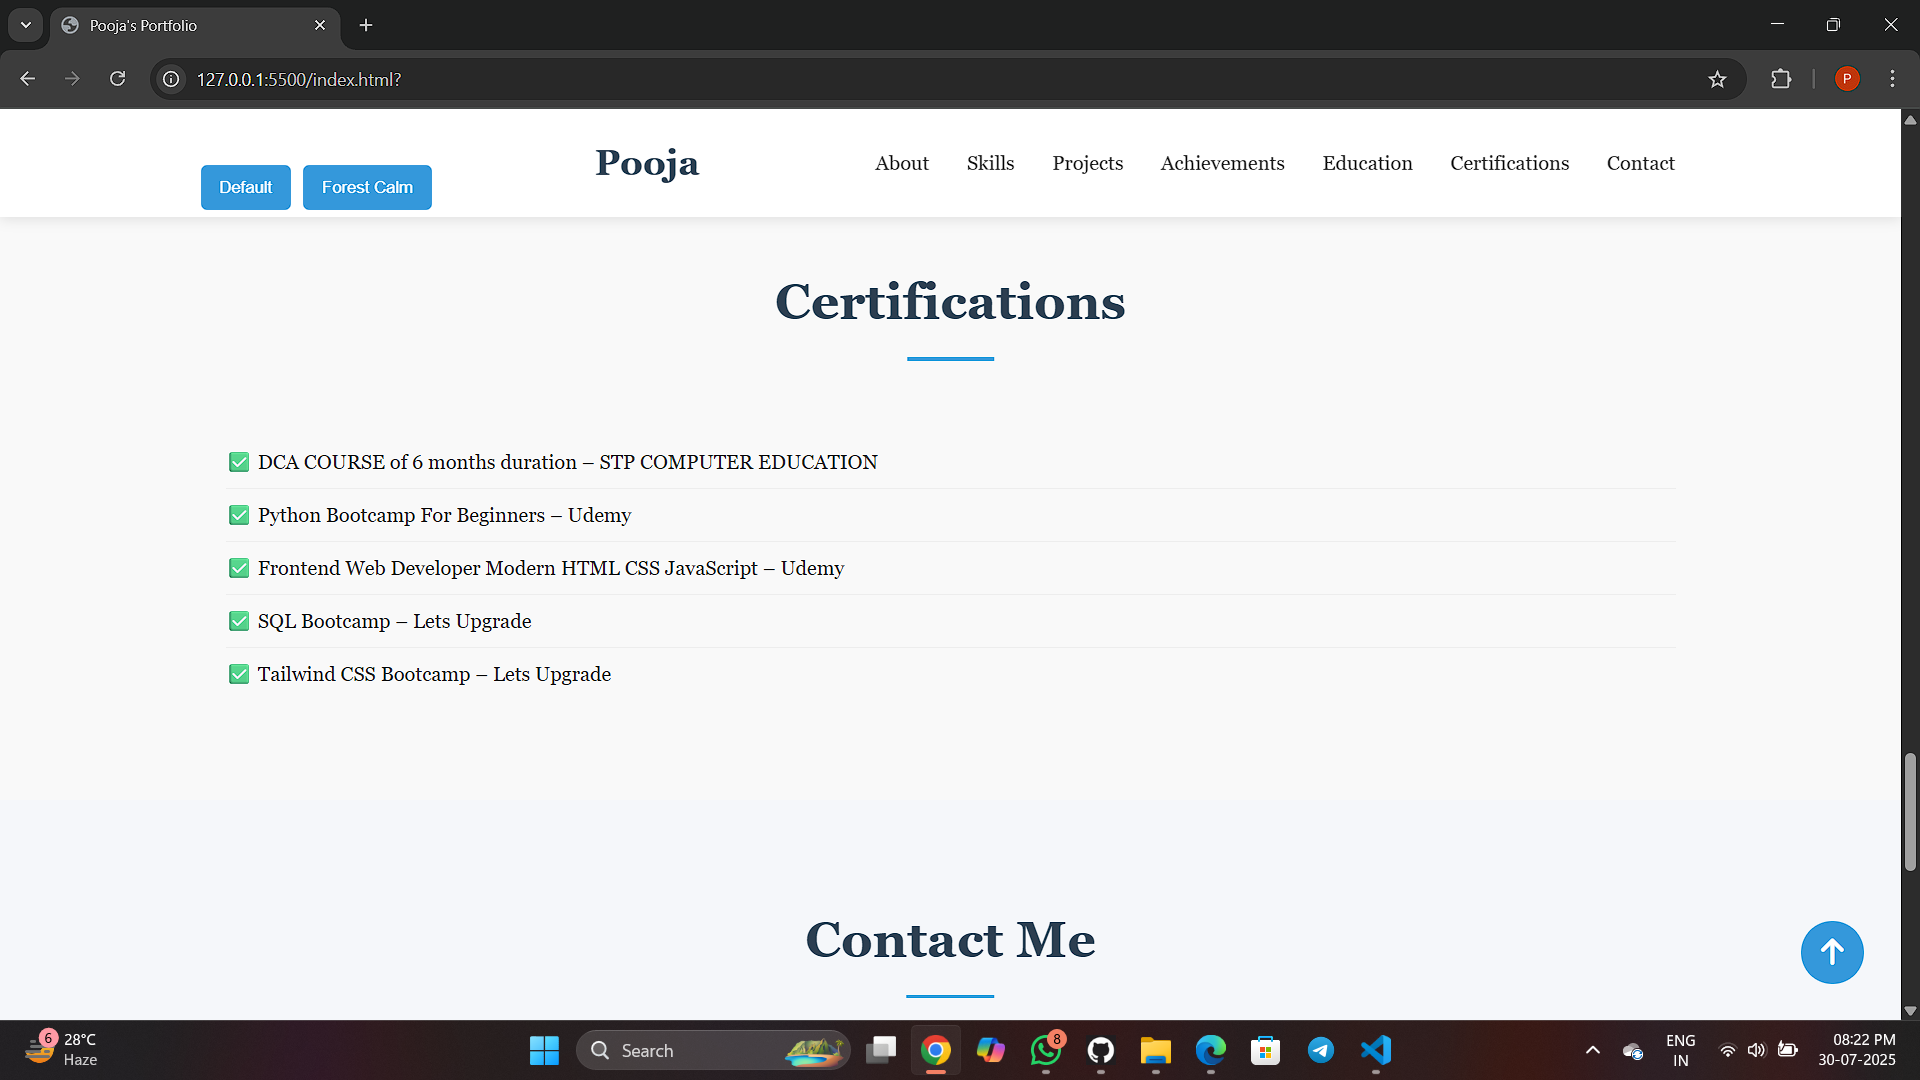 Pooja's Portfolio
127.0.0.1:5500/index.html?
P
Default
Forest Calm
Pooja
About
Skills
Projects
Achievements
Education
Certifications
Contact
Certifications
✅ DCA COURSE of 6 months duration – STP COMPUTER EDUCATION
✅ Python Bootcamp For Beginners – Udemy
✅ Frontend Web Developer Modern HTML CSS JavaScript – Udemy
✅ SQL Bootcamp – Lets Upgrade
✅ Tailwind CSS Bootcamp – Lets Upgrade
Contact Me
6
28°C
Haze
Search
8
ENG
IN
08:22 PM
30-07-2025